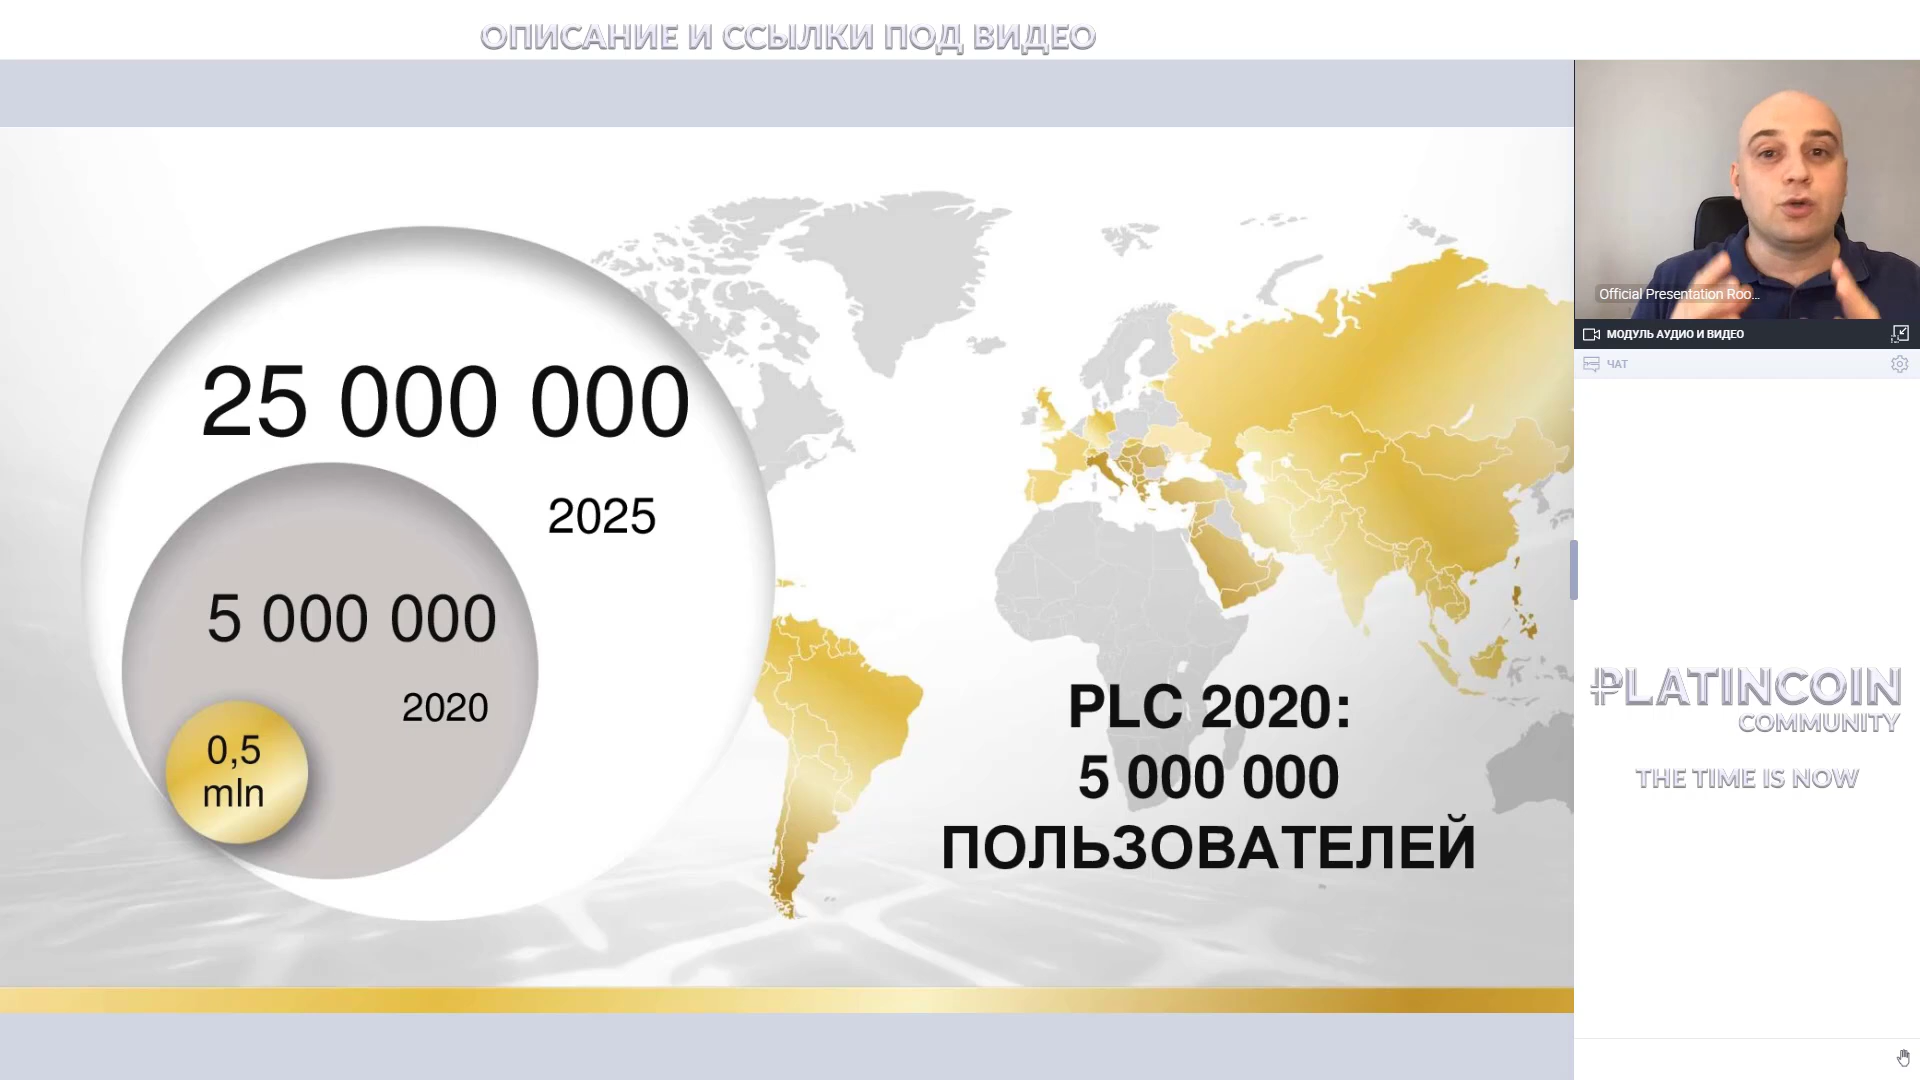 ОПИСАНИЕ И ССЫЛКИ ПОД ВИДЕО
25 000 000
2025
5 000 000
2020
0,5
mln
PLC 2020:
5 000 000
ПОЛЬЗОВАТЕЛЕЙ
Official Presentation Roo...
МОДУЛЬ АУДИО И ВИДЕО
ЧАТ
PLATINCOIN
COMMUNITY
THE TIME IS NOW